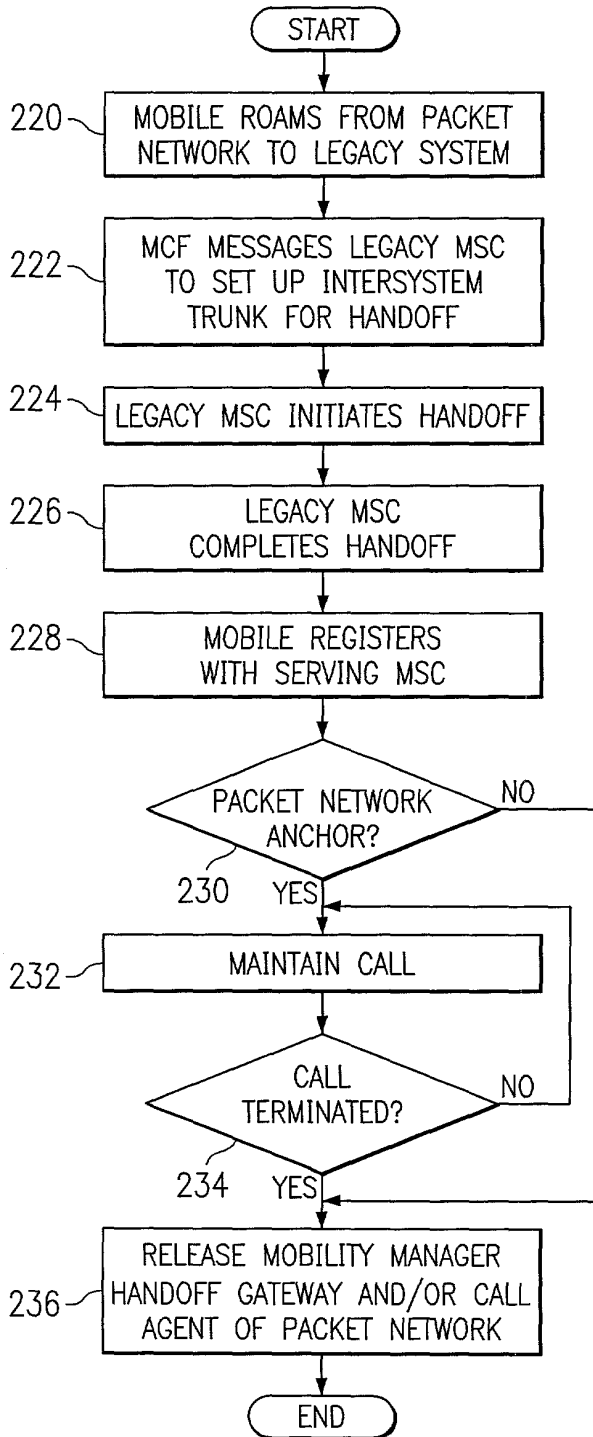 START
220
MOBILE ROAMS FROM PACKET
NETWORK TO LEGACY SYSTEM
222
MCF MESSAGES LEGACY MSC
TO SET UP INTERSYSTEM
TRUNK FOR HANDOFF
224
LEGACY MSC INITIATES HANDOFF
226
LEGACY MSC
COMPLETES HANDOFF
228
MOBILE REGISTERS
WITH SERVING MSC
PACKET NETWORK
ANCHOR?
NO
230
YES
232
MAINTAIN CALL
CALL
TERMINATED?
NO
234
YES
236
RELEASE MOBILITY MANAGER
HANDOFF GATEWAY AND/OR CALL
AGENT OF PACKET NETWORK
END